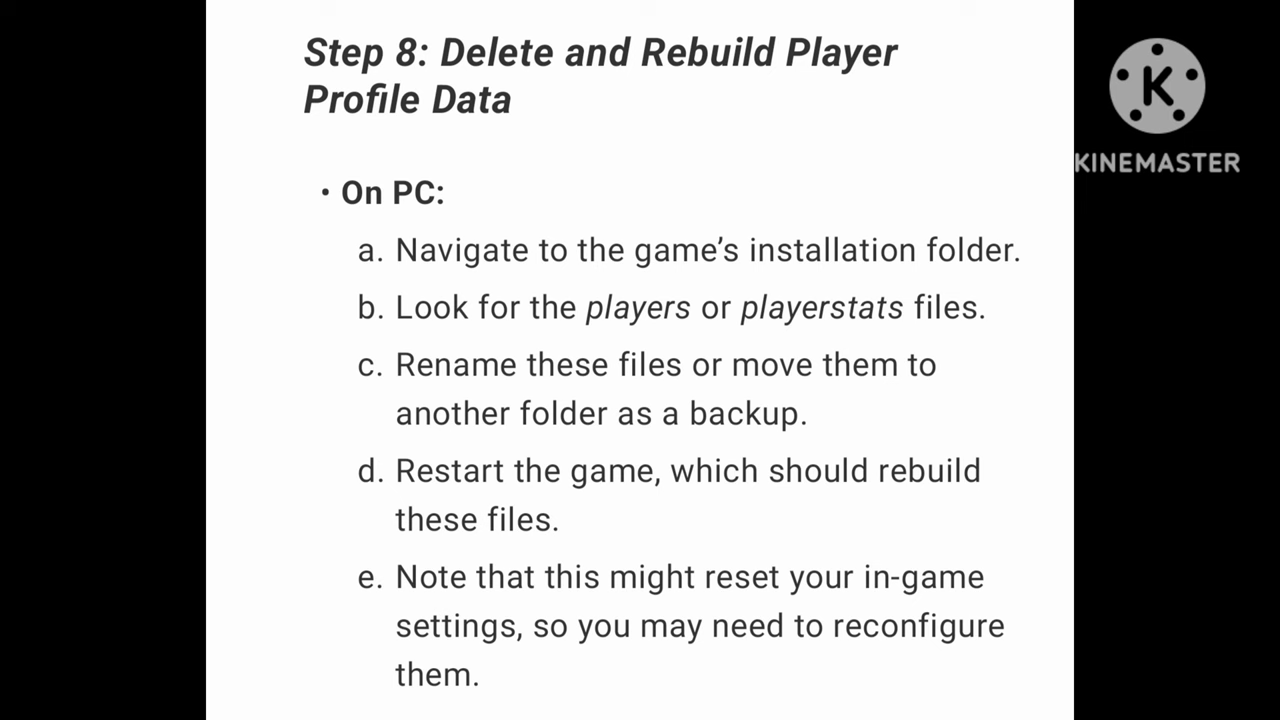 Step 8: Delete and Rebuild Player
Profile Data
K
KINEMASTER
• On PC:
a. Navigate to the game’s installation folder.
b. Look for the players or playerstats files.
c. Rename these files or move them to
another folder as a backup.
d. Restart the game, which should rebuild
these files.
e. Note that this might reset your in-game
settings, so you may need to reconfigure
them.